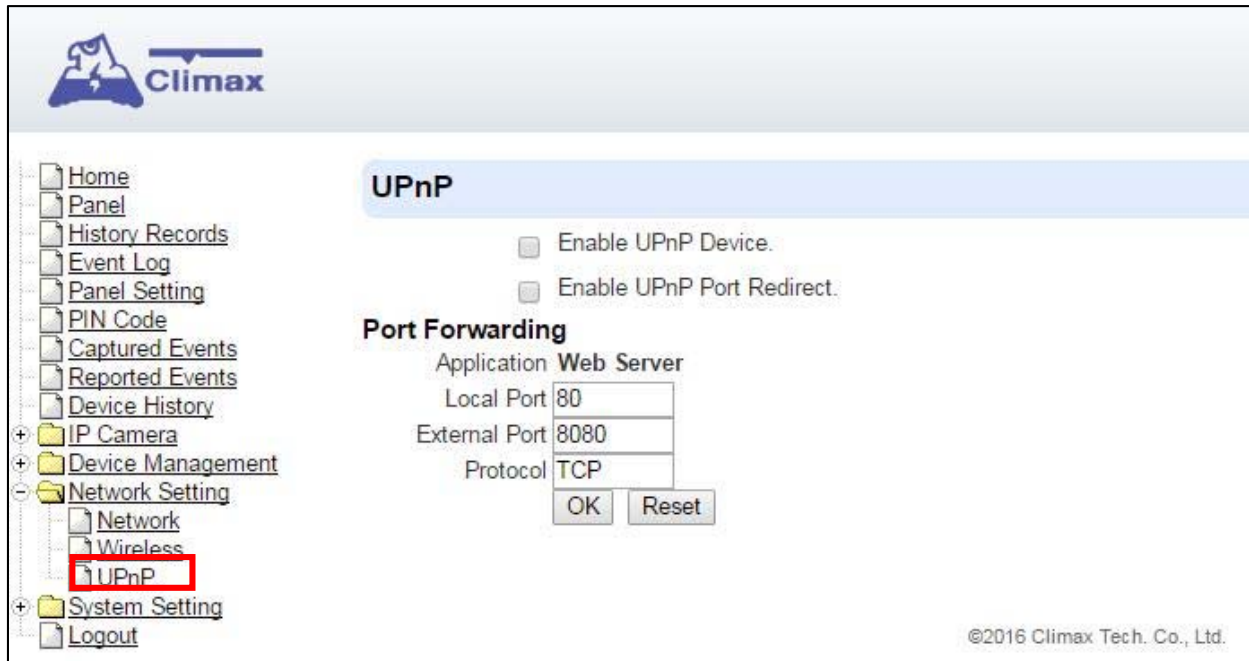 Climax
Home
Panel
History Records
Event Log
Panel Setting
PIN Code
Captured Events
Reported Events
Device History
IP Camera
Device Management
Network Setting
Network
Wireless
UPnP
System Setting
Logout
UPnP
Enable UPnP Device.
Enable UPnP Port Redirect.
Port Forwarding
Application Web Server
Local Port 80
External Port 8080
Protocol TCP
OK Reset
©2016 Climax Tech. Co., Ltd.